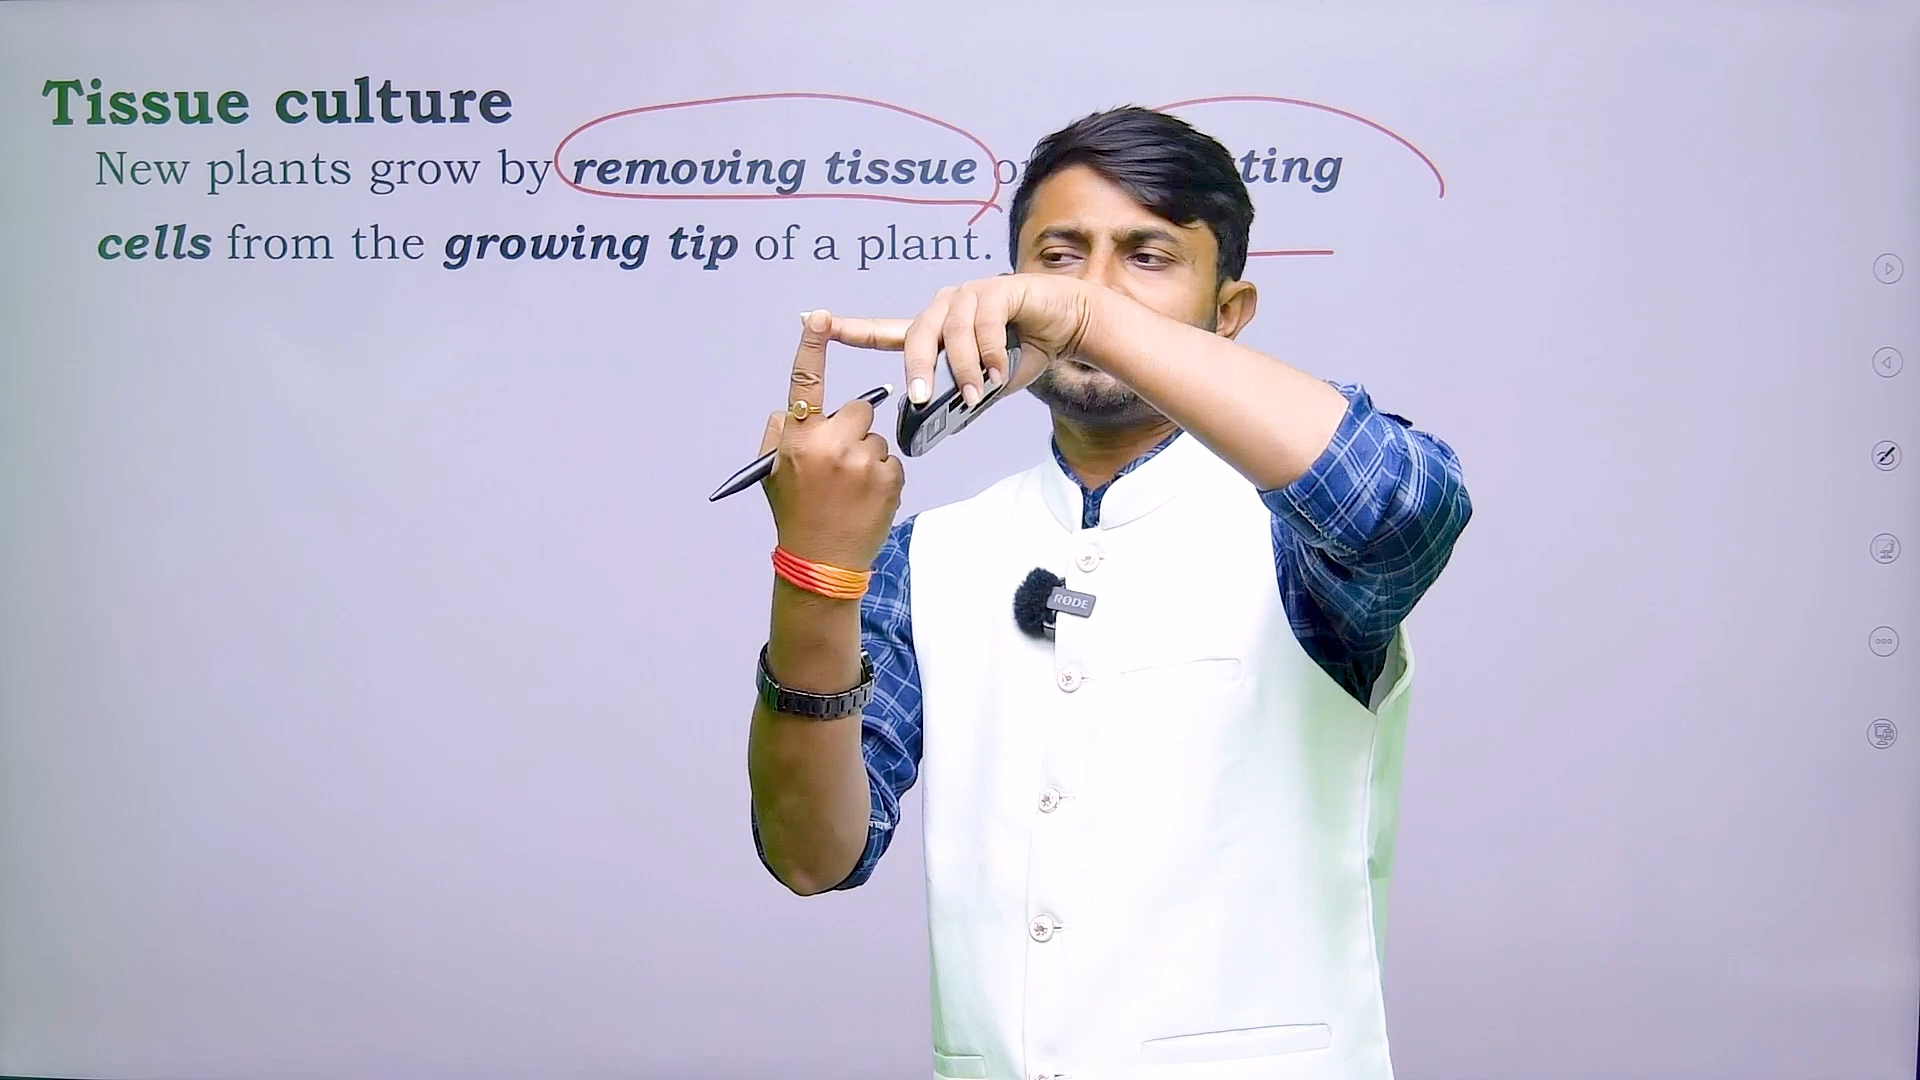 Tissue culture
New plants grow by removing tissue
cells from the growing tip of a plant.
RØDE